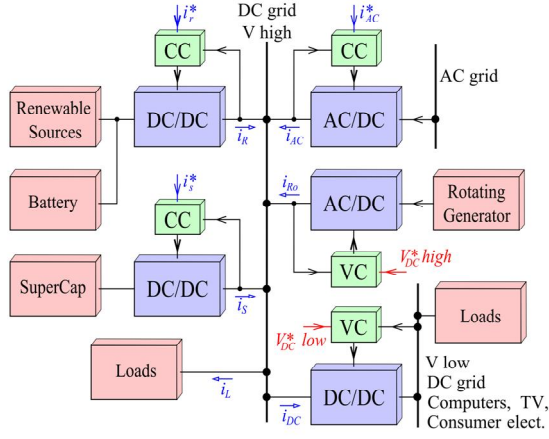 i*r
DC grid
V high
i*AC
CC
CC
AC grid
Renewable
Sources
DC/DC
AC/DC
iR
iAC
Battery
i*s
iRo
AC/DC
Rotating
Generator
CC
VC
V*DC high
SuperCap
DC/DC
iS
V*DC low
VC
Loads
Loads
iL
iDC
DC/DC
V low
DC grid
Computers, TV,
Consumer elect.